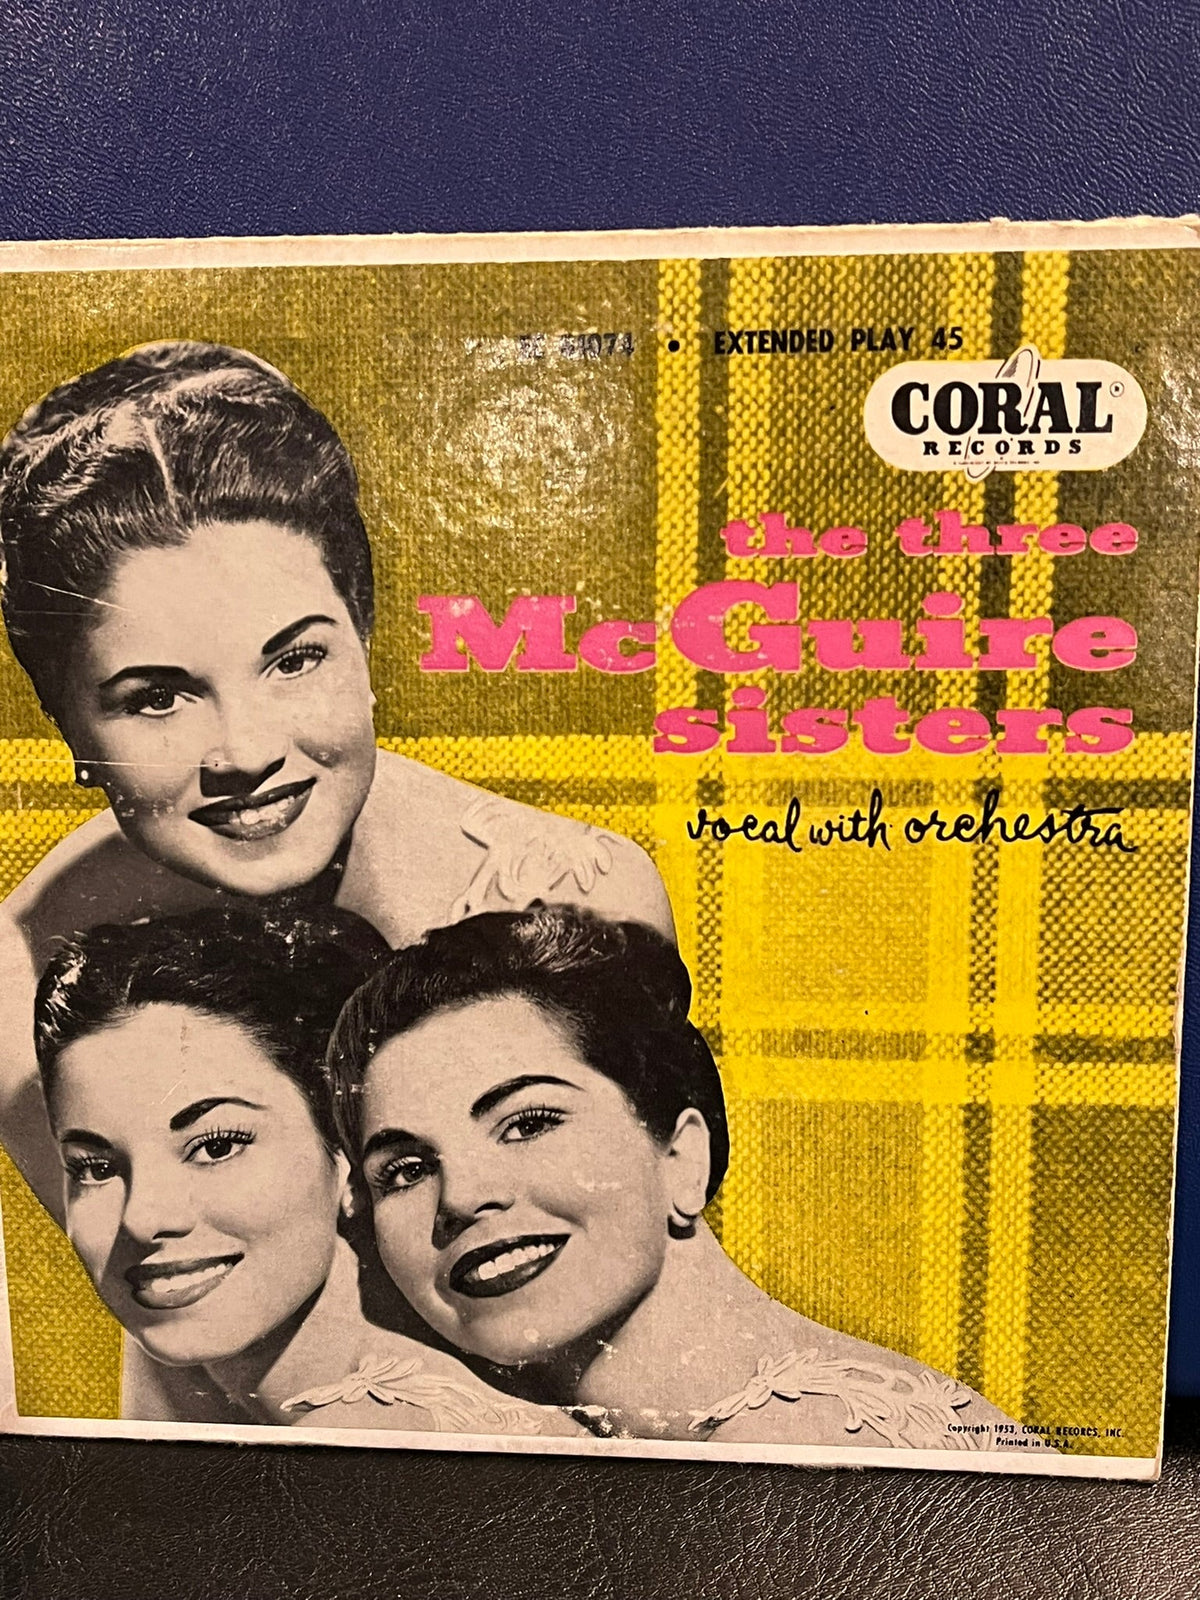 81074 • EXTENDED PLAY 45
CORAL ®
RECORDS
the three
McGuire
sisters
vocal with orchestra
Copyright 1953, CORAL RECORDS, INC.
Printed in U.S.A.